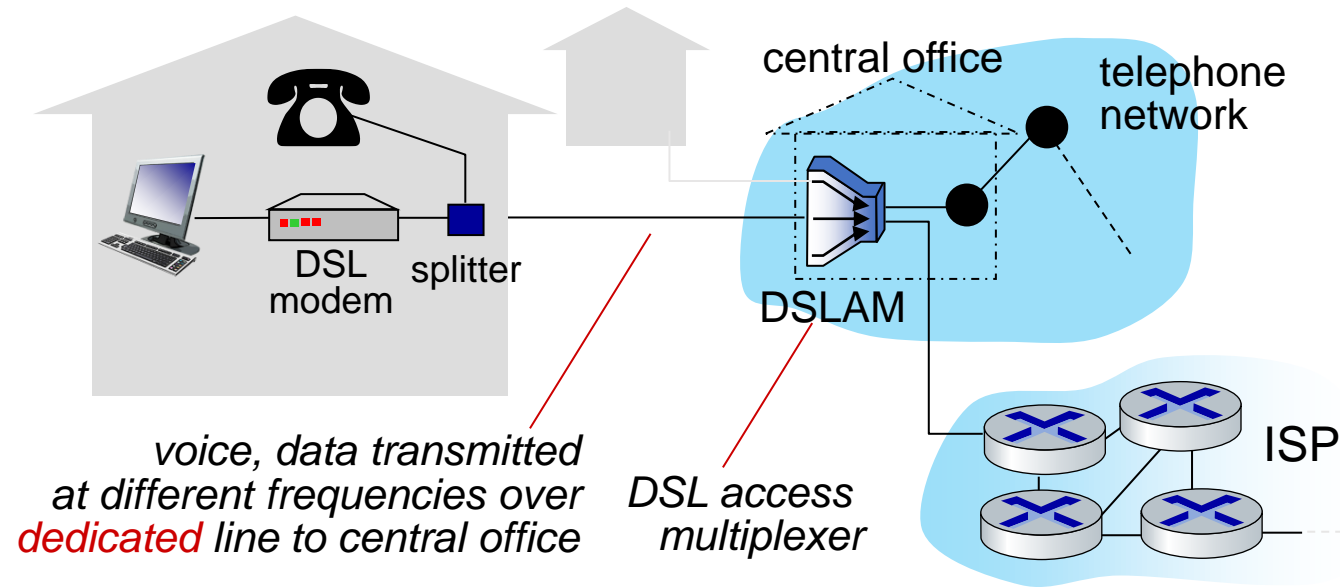 central office
telephone
network
DSL
modem
splitter
DSLAM
ISP
voice, data transmitted
at different frequencies over
dedicated line to central office
DSL access
multiplexer